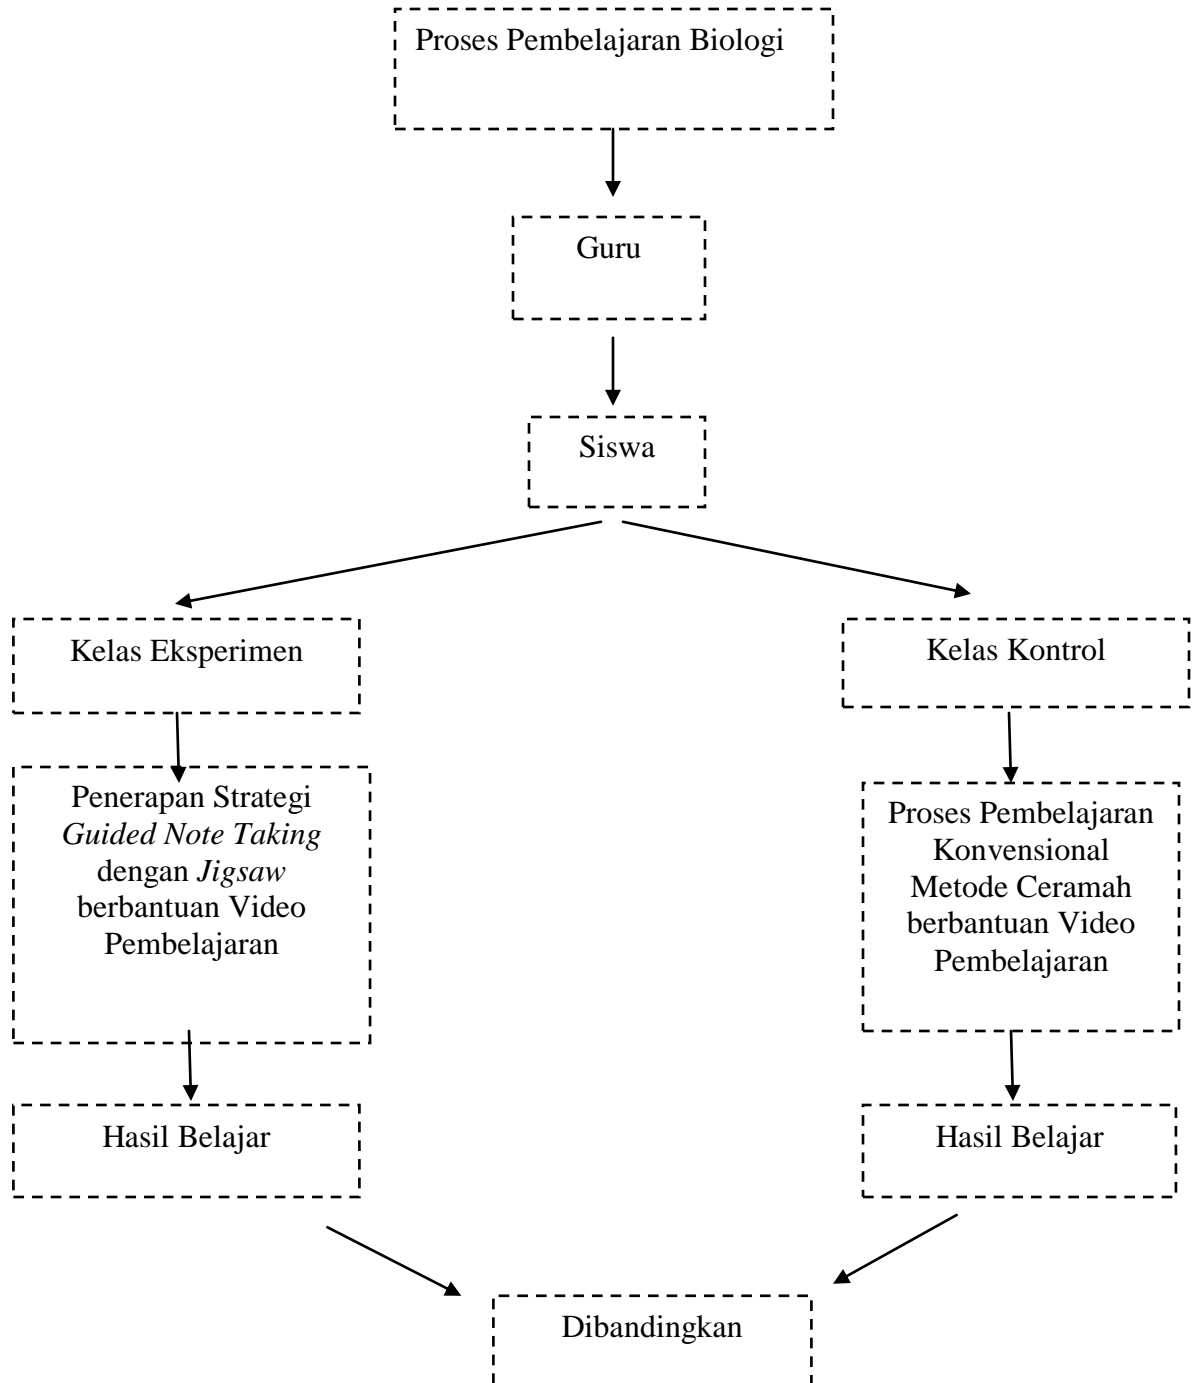 Proses Pembelajaran Biologi
Guru
Siswa
Kelas Eksperimen
Kelas Kontrol
Penerapan Strategi
Guided Note Taking
dengan Jigsaw
berbantuan Video
Pembelajaran
Proses Pembelajaran
Konvensional
Metode Ceramah
berbantuan Video
Pembelajaran
Hasil Belajar
Hasil Belajar
Dibandingkan